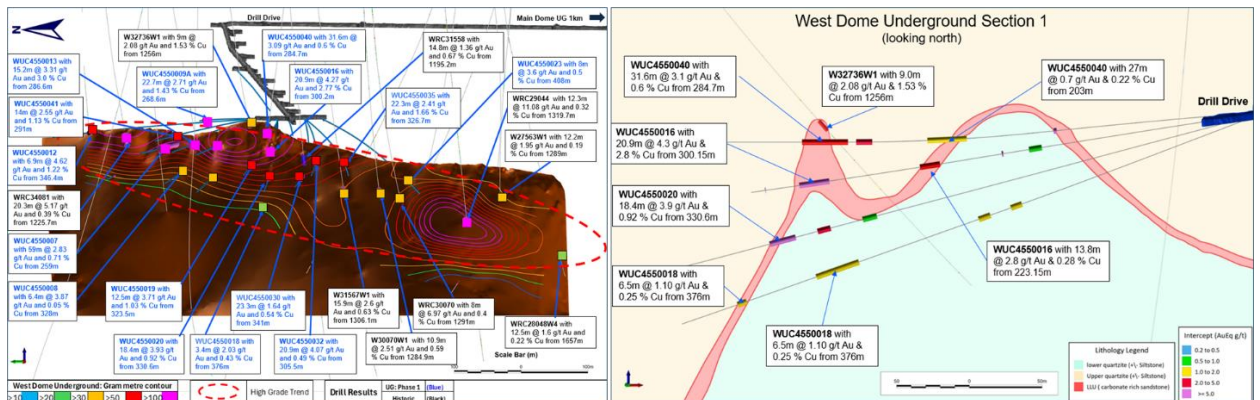 Drill Drive
Main Dome UG 1km
N
W32736W1 with 9m @
2.08 g/t Au and 1.53 % Cu
from 1256m
WUC4550040 with 31.6m @
3.09 g/t Au & 0.6 % Cu
from 284.7m
WRC31558 with
14.8m @ 1.36 g/t Au and
0.67 % Cu from
1195.2m
WUC4550013 with
15.2m @ 3.31 g/t
Au and 3.0 % Cu
from 286.6m
WUC4550009A with
22.7m @ 2.71 g/t Au
and 1.43 % Cu from
268.6m
WUC4550016 with
20.9m @ 4.27 g/t
Au and 2.77 % Cu
from 300.2m
WUC4550023 with 8m
@ 3.6 g/t Au and 0.5
% Cu from 408m
WUC4550035 with
22.3m @ 2.41 g/t
Au and 1.66 % Cu
from 326.7m
WRC29044 with 12.3m
@ 11.08 g/t Au and 0.32
% Cu from 1319.7m
WUC4550041 with
14m @ 2.55 g/t Au
and 1.13 % Cu from
291m
W27563W1 with 12.2m
@ 1.95 g/t Au and 0.19
% Cu from 1289m
WUC4550012
with 6.9m @ 4.62
g/t Au and 1.22
% Cu from
346.4m
WRC34081 with
20.3m @ 5.17 g/t
Au and 0.39 % Cu
from 1225.7m
WUC4550007
with 59m @ 2.83
g/t Au and 0.71
% Cu from 259m
WUC4550008 with
6.4m @ 3.87 g/t Au
and 0.05 % Cu from
328m
WUC4550019 with
12.5m @ 3.71 g/t Au
and 1.03 % Cu from
323.5m
WUC4550030 with
23.3m @ 1.64 g/t
Au and 0.54 % Cu
from 341m
W31567W1 with
15.9m @ 2.6 g/t
Au and 0.63 % Cu
from 1306.1m
WRC30070 with 8m
@ 6.97 g/t Au and 0.4
% Cu from 1291m
WUC4550020 with
18.4m @ 3.93 g/t
Au and 0.92 % Cu
from 330.6m
WUC4550018 with
3.4m @ 2.03 g/t Au
and 0.43 % Cu from
376m
WUC4550032 with
20.9m @ 4.07 g/t Au
and 0.49 % Cu from
305.5m
W30070W1 with 10.9m
@ 2.51 g/t Au and 0.59
% Cu from 1284.9m
WRC28048W4 with
12.5m @ 1.6 g/t Au and
0.22 % Cu from 1657m
Scale Bar (m)
West Dome Underground: Gram metre contour
>10 >20 >30 >50 >100
High Grade Trend
Drill Results
UG: Phase 1 (Blue)
Historic (Black)
West Dome Underground Section 1
(looking north)
WUC4550040 with
31.6m @ 3.1 g/t Au &
0.6 % Cu from 284.7m
W32736W1 with 9.0m
@ 2.08 g/t Au & 1.53 %
Cu from 1256m
WUC4550040 with 27m
@ 0.7 g/t Au & 0.22 % Cu
from 203m
Drill Drive
WUC4550016 with
20.9m @ 4.3 g/t Au &
2.8 % Cu from 300.15m
WUC4550020 with
18.4m @ 3.9 g/t Au &
0.92 % Cu from 330.6m
WUC4550018 with
6.5m @ 1.10 g/t Au &
0.25 % Cu from 376m
WUC4550016 with 13.8m
@ 2.8 g/t Au & 0.28 % Cu
from 223.15m
WUC4550018 with
6.5m @ 1.10 g/t Au &
0.25 % Cu from 376m
Lithology Legend
lower quartzite (+\- Siltstone)
Upper quartzite (+\- Siltstone)
LLU ( carbonate rich sandstone)
Intercept (AuEq g/t)
0.2 to 0.5
0.5 to 1.0
1.0 to 2.0
2.0 to 5.0
>= 5.0
50 0 50m